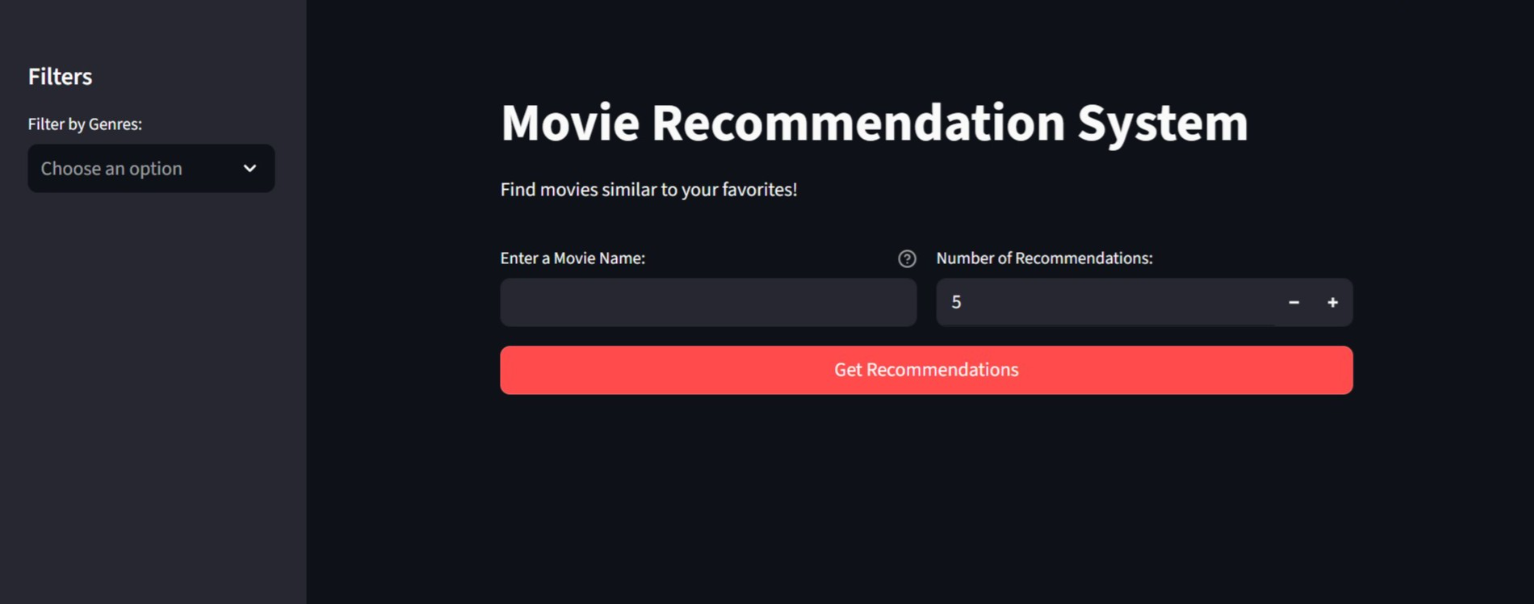 Filters
Filter by Genres:
Choose an option
Movie Recommendation System
Find movies similar to your favorites!
Enter a Movie Name:
Number of Recommendations:
5
Get Recommendations